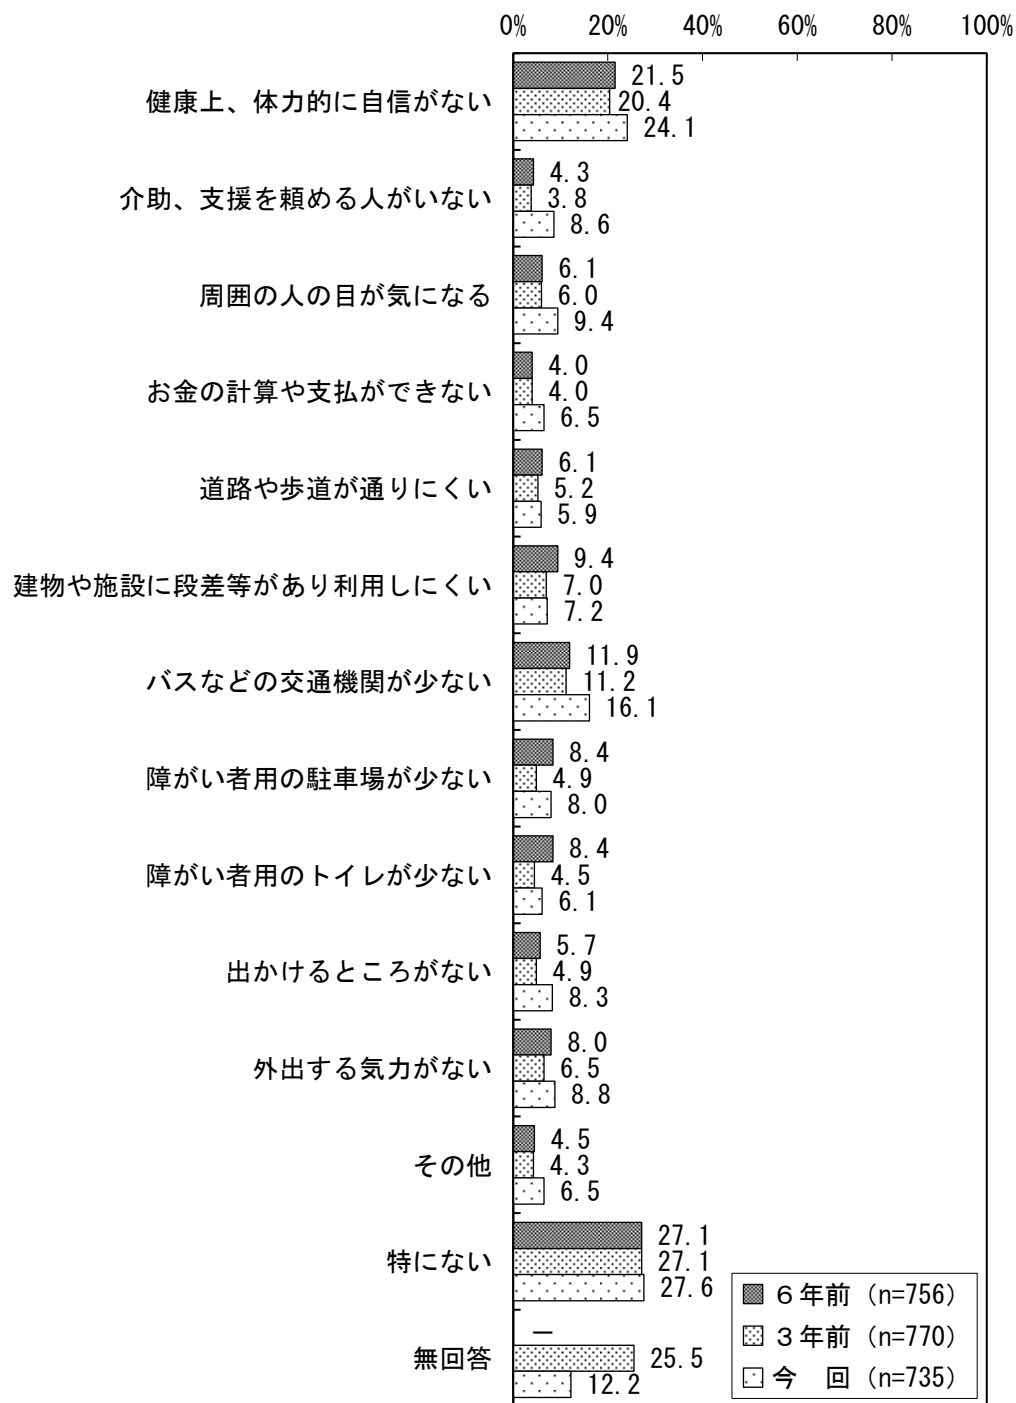 0% 20% 40% 60% 80% 100%
健康上、体力的に自信がない
21.5
20.4
24.1
介助、支援を頼める人がいない
4.3
3.8
8.6
周囲の人の目が気になる
6.1
6.0
9.4
お金の計算や支払ができない
4.0
4.0
6.5
道路や歩道が通りにくい
6.1
5.2
5.9
建物や施設に段差等があり利用しにくい
9.4
7.0
7.2
バスなどの交通機関が少ない
11.9
11.2
16.1
障がい者用の駐車場が少ない
8.4
4.9
8.0
障がい者用のトイレが少ない
8.4
4.5
6.1
出かけるところがない
5.7
4.9
8.3
外出する気力がない
8.0
6.5
8.8
その他
4.5
4.3
6.5
特にない
27.1
27.1
27.6
無回答
－
25.5
12.2
６年前（n=756）
３年前（n=770）
今　回（n=735）